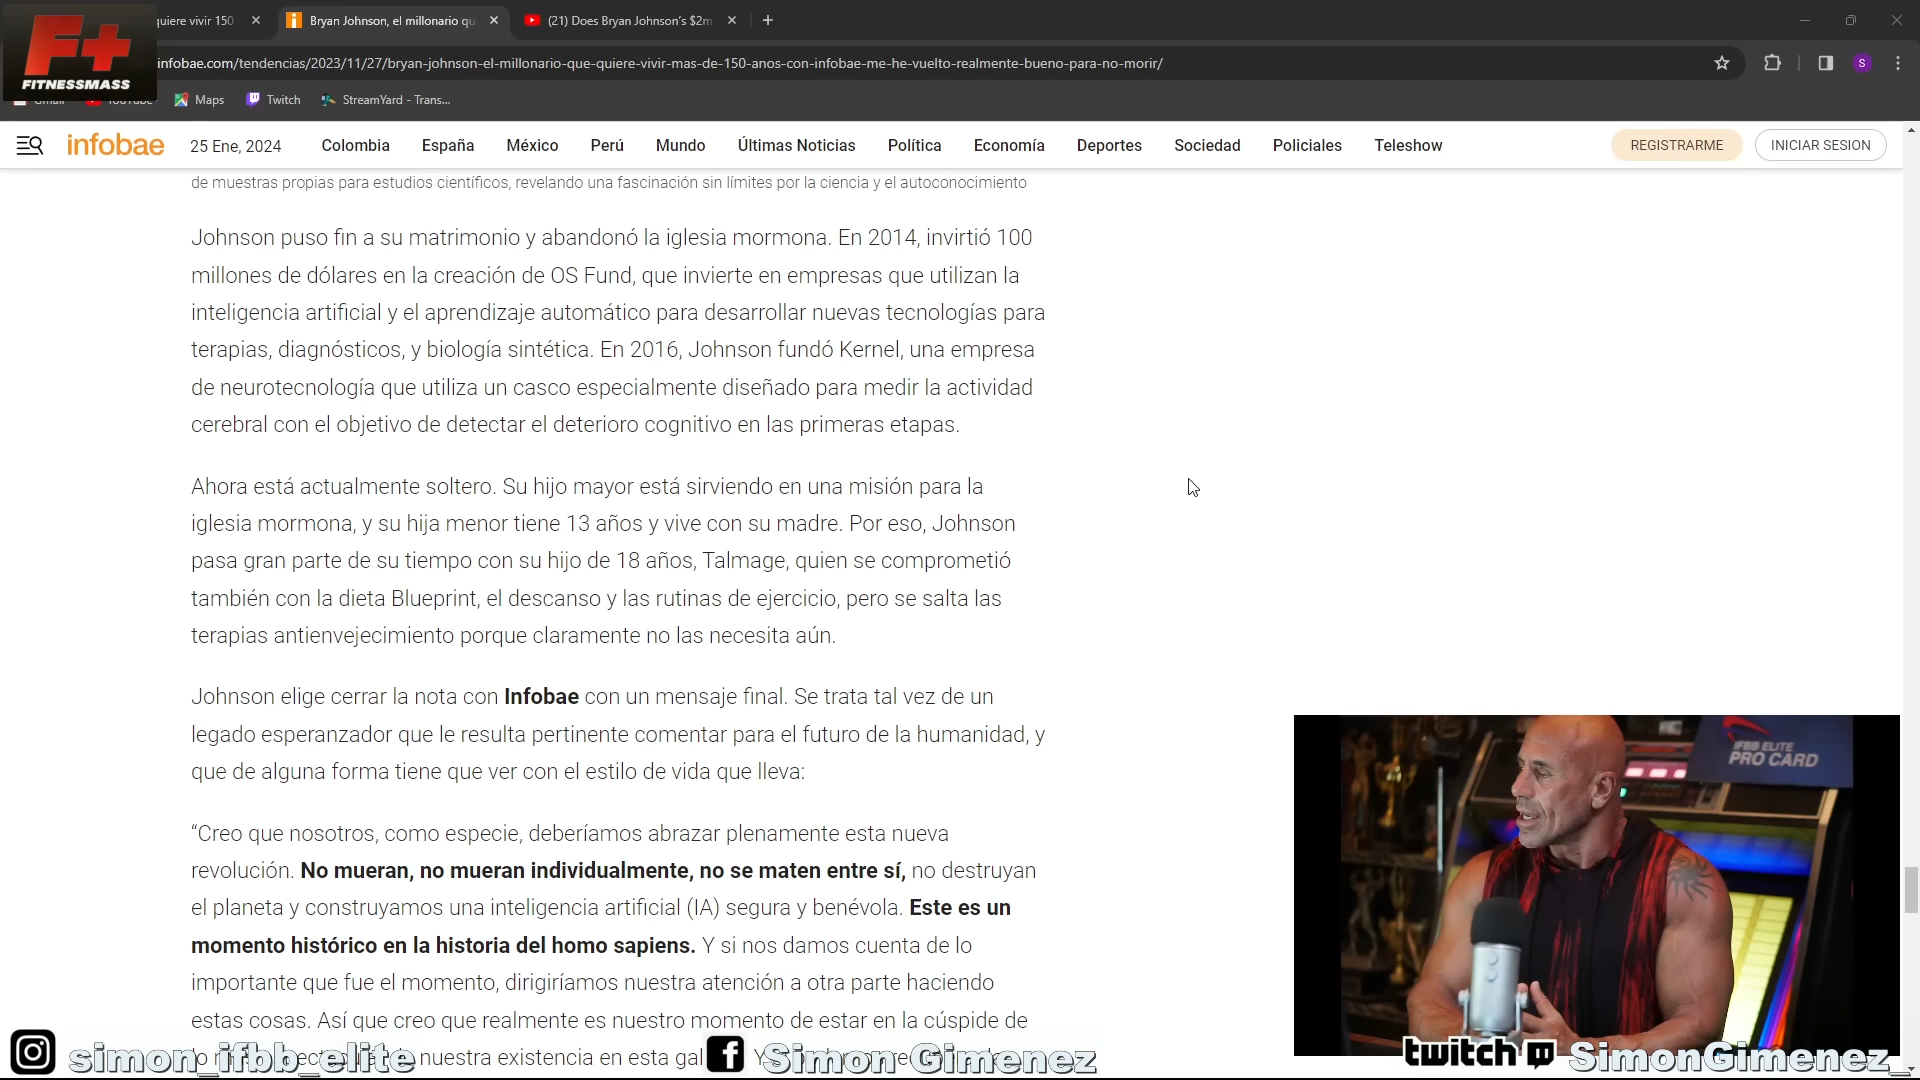 quiere vivir 150
Bryan Johnson, el millonario qu
(21) Does Bryan Johnson's $2m
F+
FITNESSMASS
infobae.com/tendencias/2023/11/27/bryan-johnson-el-millonario-que-quiere-vivir-mas-de-150-anos-con-infobae-me-he-vuelto-realmente-bueno-para-no-morir/
S
Gmail
YouTube
Maps
Twitch
StreamYard - Trans...
infobae
25 Ene, 2024
Colombia
España
México
Perú
Mundo
Últimas Noticias
Política
Economía
Deportes
Sociedad
Policiales
Teleshow
REGISTRARME
INICIAR SESION
de muestras propias para estudios científicos, revelando una fascinación sin límites por la ciencia y el autoconocimiento
Johnson puso fin a su matrimonio y abandonó la iglesia mormona. En 2014, invirtió 100
millones de dólares en la creación de OS Fund, que invierte en empresas que utilizan la
inteligencia artificial y el aprendizaje automático para desarrollar nuevas tecnologías para
terapias, diagnósticos, y biología sintética. En 2016, Johnson fundó Kernel, una empresa
de neurotecnología que utiliza un casco especialmente diseñado para medir la actividad
cerebral con el objetivo de detectar el deterioro cognitivo en las primeras etapas.
Ahora está actualmente soltero. Su hijo mayor está sirviendo en una misión para la
iglesia mormona, y su hija menor tiene 13 años y vive con su madre. Por eso, Johnson
pasa gran parte de su tiempo con su hijo de 18 años, Talmage, quien se comprometió
también con la dieta Blueprint, el descanso y las rutinas de ejercicio, pero se salta las
terapias antienvejecimiento porque claramente no las necesita aún.
Johnson elige cerrar la nota con Infobae con un mensaje final. Se trata tal vez de un
legado esperanzador que le resulta pertinente comentar para el futuro de la humanidad, y
que de alguna forma tiene que ver con el estilo de vida que lleva:
“Creo que nosotros, como especie, deberíamos abrazar plenamente esta nueva
revolución. No mueran, no mueran individualmente, no se maten entre sí, no destruyan
el planeta y construyamos una inteligencia artificial (IA) segura y benévola. Este es un
momento histórico en la historia del homo sapiens. Y si nos damos cuenta de lo
importante que fue el momento, dirigiríamos nuestra atención a otra parte haciendo
estas cosas. Así que creo que realmente es nuestro momento de estar en la cúspide de
nuestra existencia en esta
IFBB ELITE
PRO CARD
simon_ifbb_elite
Simon Gimenez
twitch
SimonGimenez_